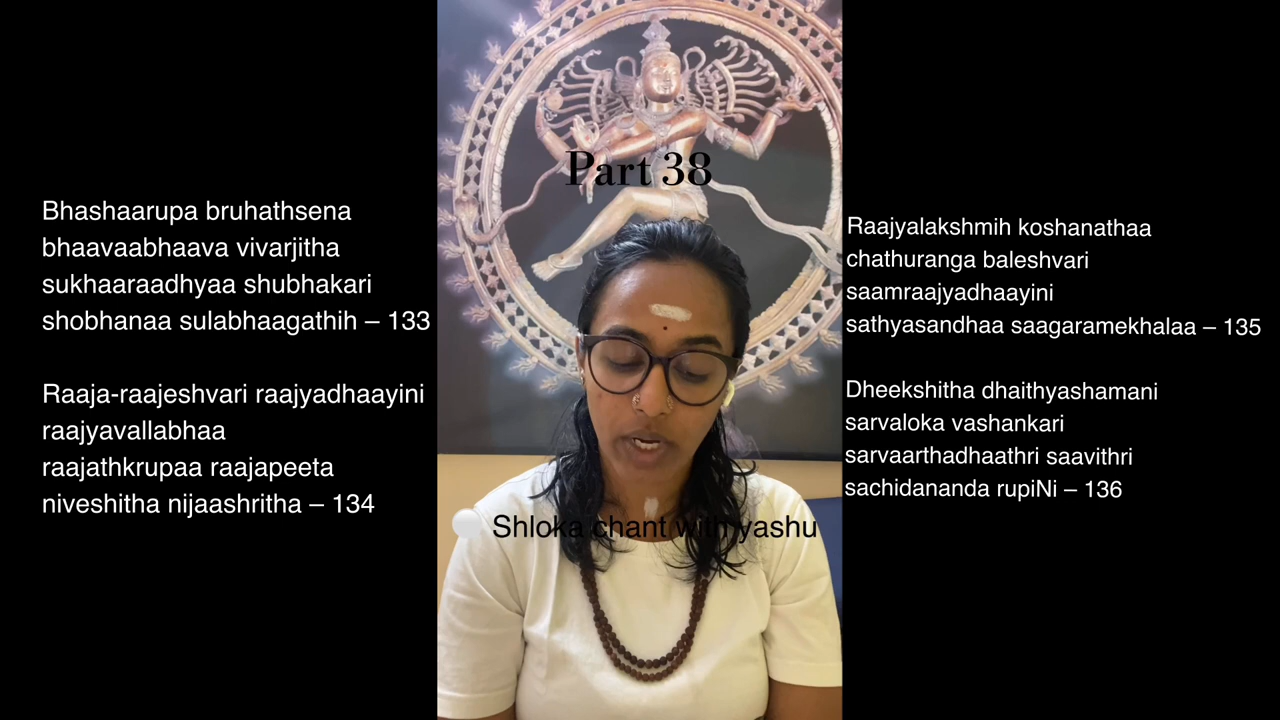 Part 38
Bhashaarupa bruhathsena
bhaavaabhaava vivarjitha
sukhaaraadhyaa shubhakari
shobhanaa sulabhaagathih – 133
Raaja-raajeshvari raajyadhaayini
raajyavallabhaa
raajathkrupaa raajapeeta
niveshitha nijaashritha – 134
Raajyalakshmih koshanathaa
chathuranga baleshvari
saamraajyadhaayini
sathyasandhaa saagaramekhalaa – 135
Dheekshitha dhaithyashamani
sarvaloka vashankari
sarvaarthadhaathri saavithri
sachidananda rupiNi – 136
Shloka chant with yashu